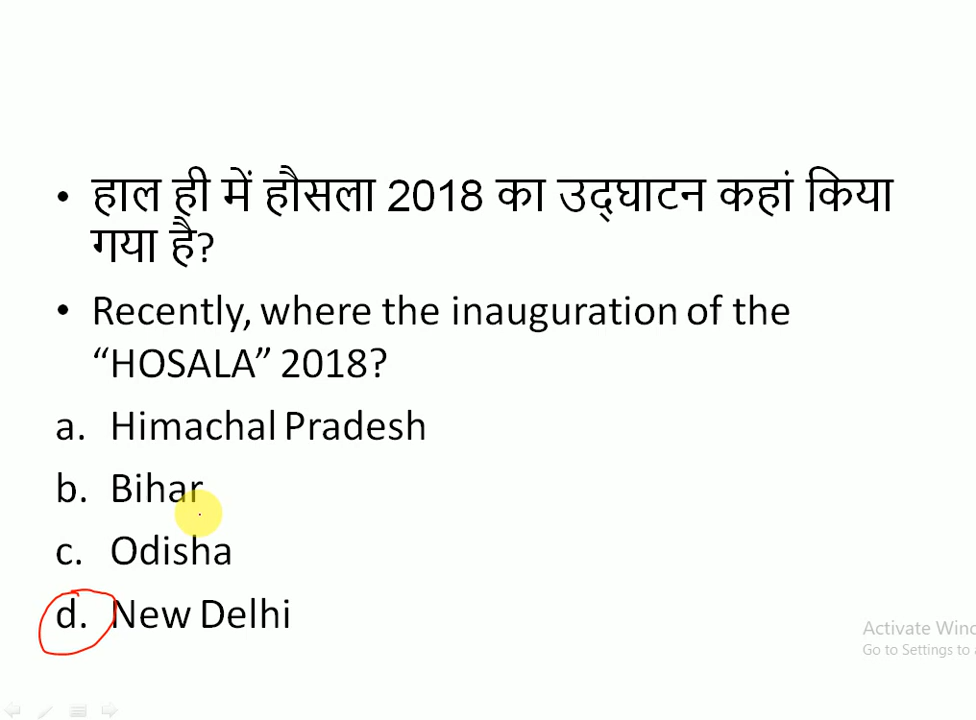 • हाल ही में हौसला 2018 का उद्घाटन कहां किया
गया है?
• Recently, where the inauguration of the
“HOSALA” 2018?
a. Himachal Pradesh
b. Bihar
c. Odisha
d. New Delhi
Activate Winc
Go to Settings to